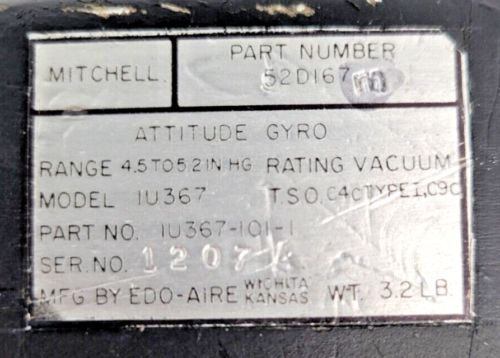 MITCHELL
PART NUMBER
52D167
ATTITUDE GYRO
RANGE 4.5 TO 5.2 IN HG RATING VACUUM
MODEL 1U367 T.S.O. C4C TYPE I, C9C
PART NO. 1U367-101-1
SER. NO. 1207
MFG BY EDO-AIRE WICHITA KANSAS WT. 3.2 LB.